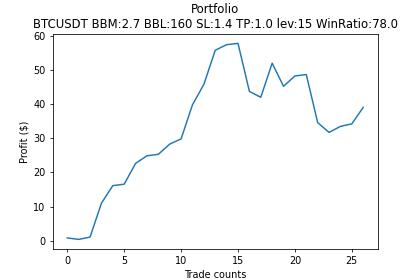 Portfolio
BTCUSDT BBM:2.7 BBL:160 SL:1.4 TP:1.0 lev:15 WinRatio:78.0
60
50
40
30
20
10
0
Profit ($)
0 5 10 15 20 25
Trade counts